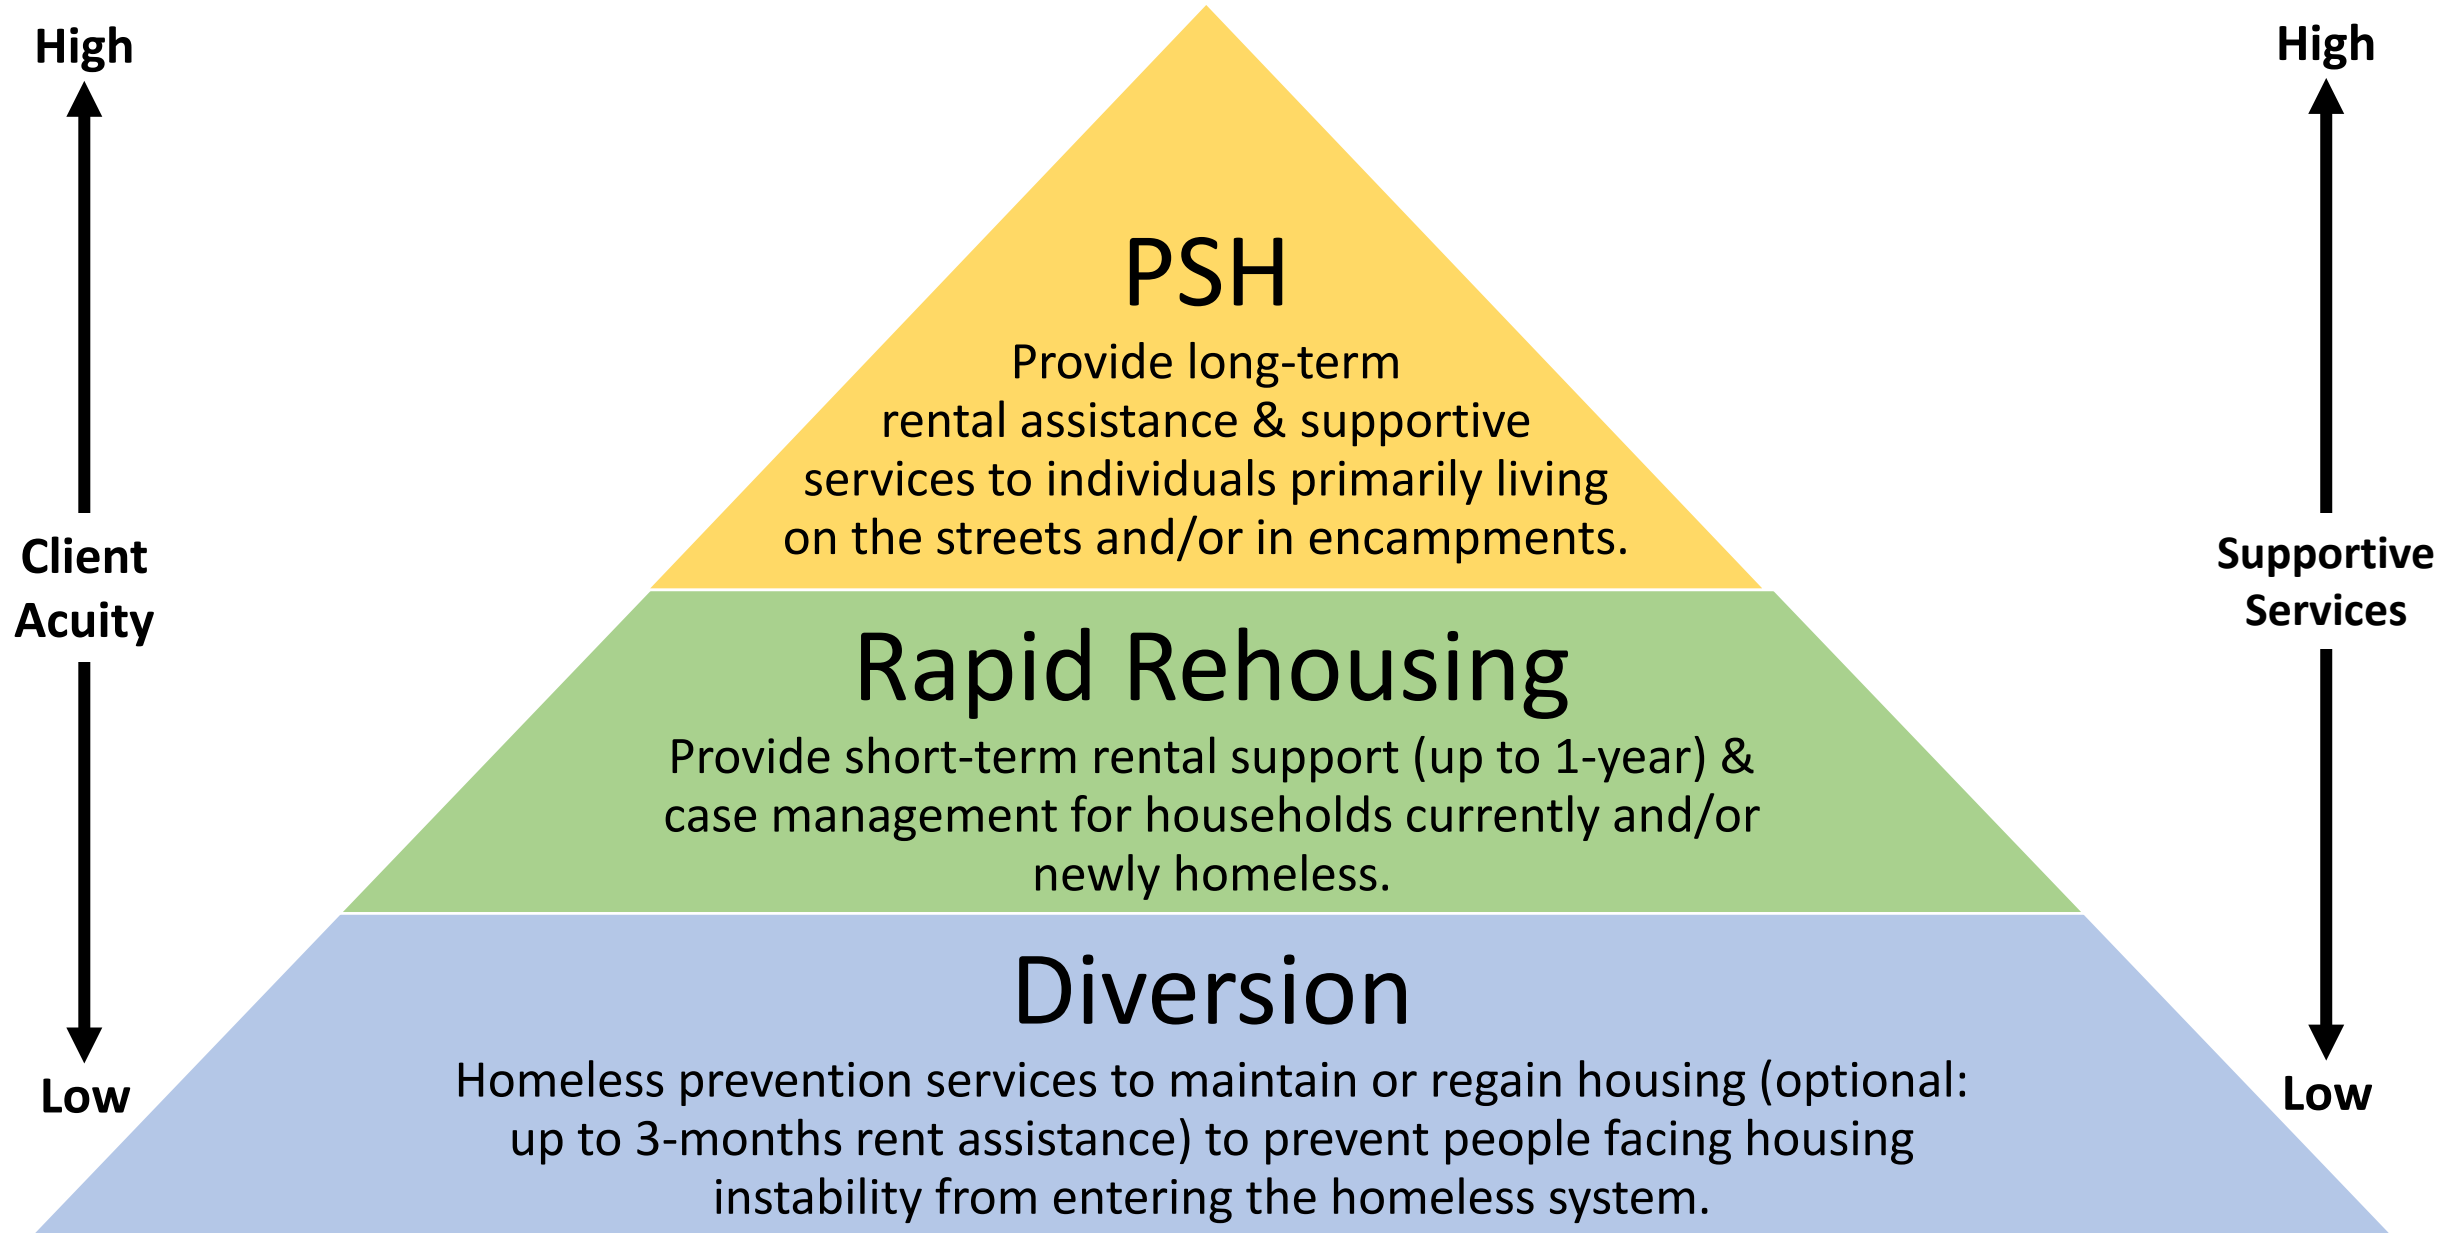 High
Client
Acuity
Low
PSH
Provide long-term
rental assistance & supportive
services to individuals primarily living
on the streets and/or in encampments.
Rapid Rehousing
Provide short-term rental support (up to 1-year) &
case management for households currently and/or
newly homeless.
Diversion
Homeless prevention services to maintain or regain housing (optional:
up to 3-months rent assistance) to prevent people facing housing
instability from entering the homeless system.
High
Supportive
Services
Low